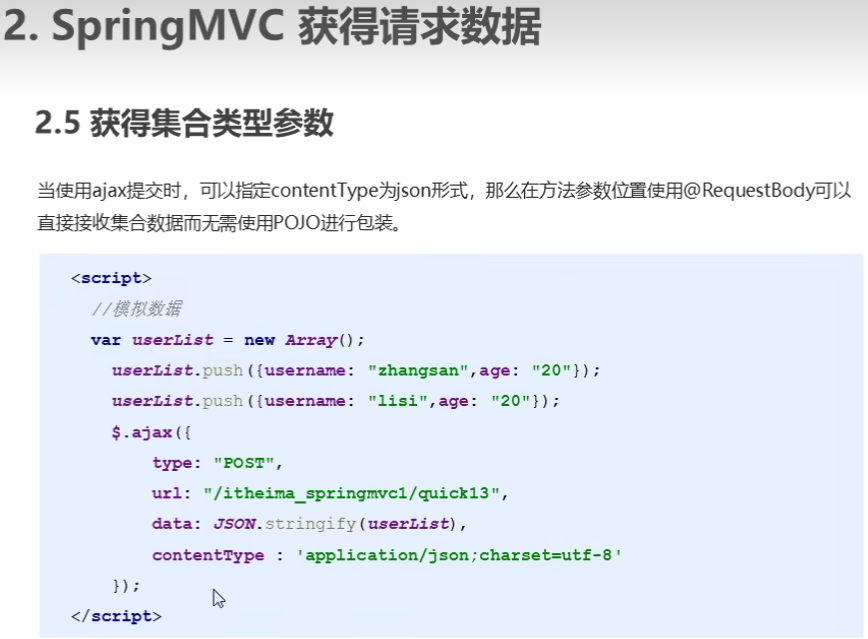 2. SpringMVC 获得请求数据
2.5 获得集合类型参数
当使用ajax提交时，可以指定contentType为json形式，那么在方法参数位置使用@RequestBody可以
直接接收集合数据而无需使用POJO进行包装。
<script>
//模拟数据
var userList = new Array();
userList.push({username: "zhangsan",age: "20"});
userList.push({username: "lisi",age: "20"});
$.ajax({
type: "POST",
url: "/itheima_springmvc1/quick13",
data: JSON.stringify(userList),
contentType : 'application/json;charset=utf-8'
});
</script>